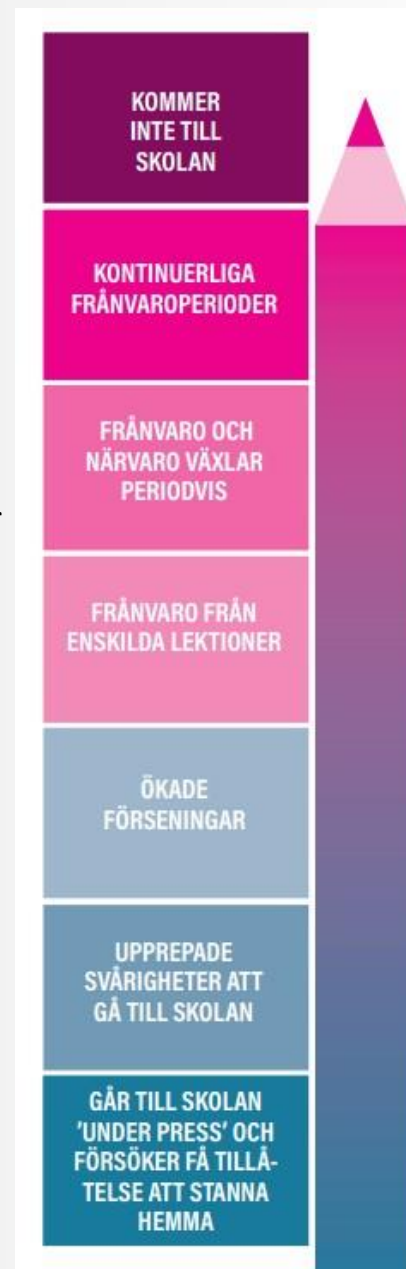 KOMMER
INTE TILL
SKOLAN
KONTINUERLIGA
FRÅNVAROPERIODER
FRÅNVARO OCH
NÄRVARO VÄXLAR
PERIODVIS
FRÅNVARO FRÅN
ENSKILDA LEKTIONER
ÖKADE
FÖRSENINGAR
UPPREPADE
SVÅRIGHETER ATT
GÅ TILL SKOLAN
GÅR TILL SKOLAN
'UNDER PRESS' OCH
FÖRSÖKER FÅ TILLÅ-
TELSE ATT STANNA
HEMMA